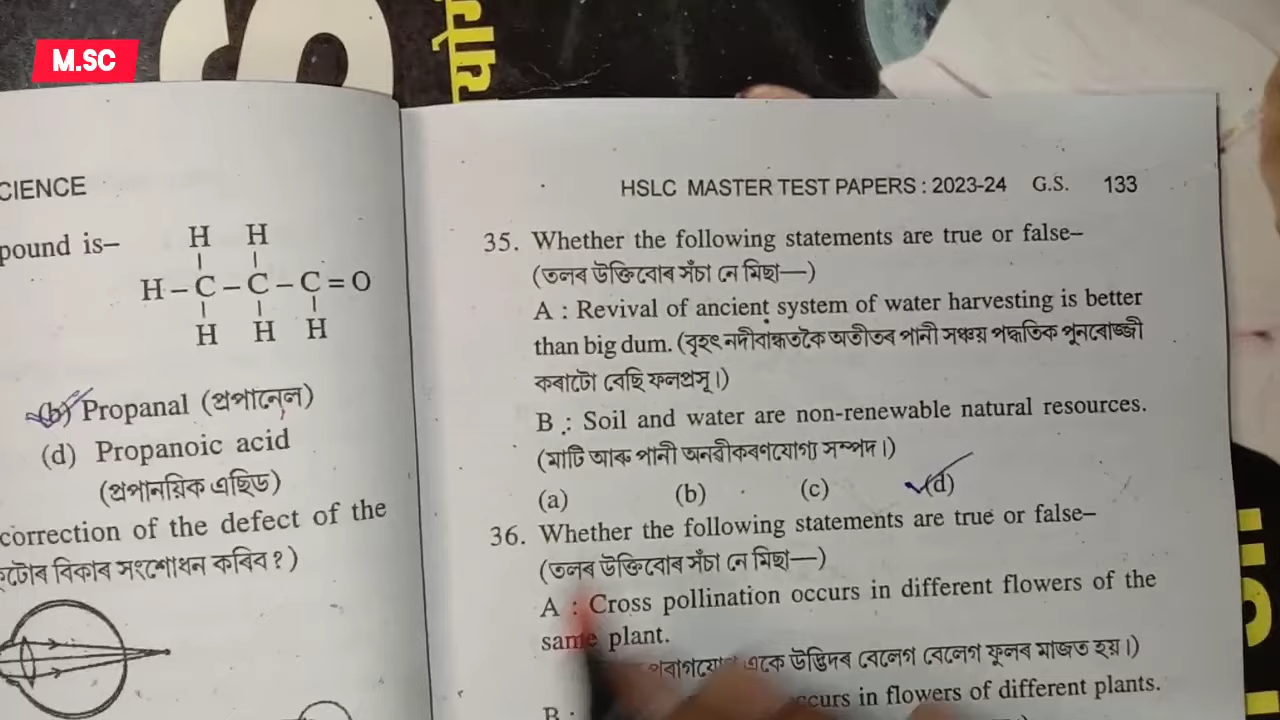 M.SC
योग
CIENCE
pound is–
H H
H – C – C – C = O
H H H
(b) Propanal (প্ৰপানেল)
(d) Propanoic acid
(প্ৰপানয়িক এছিড)
correction of the defect of the
বিকাৰ সংশোধন কৰিব ? )
HSLC MASTER TEST PAPERS : 2023-24 G.S. 133
35. Whether the following statements are true or false–
(তলৰ উক্তিবোৰ সঁচা নে মিছা—)
A : Revival of ancient system of water harvesting is better
than big dum. (বৃহৎ নদীবান্ধতকৈ অতীতৰ পানী সঞ্চয় পদ্ধতিক পুনৰোজ্জী
কৰাটো বেছি ফলপ্ৰসূ।)
B : Soil and water are non-renewable natural resources.
(মাটি আৰু পানী অনবীকৰণযোগ্য সম্পদ।)
(a) (b) (c) (d)
36. Whether the following statements are true or false–
(তলৰ উক্তিবোৰ সঁচা নে মিছা—)
A : Cross pollination occurs in different flowers of the
same plant.
একে উদ্ভিদৰ বেলেগ বেলেগ ফুলৰ মাজত হয়।)
B : occurs in flowers of different plants.